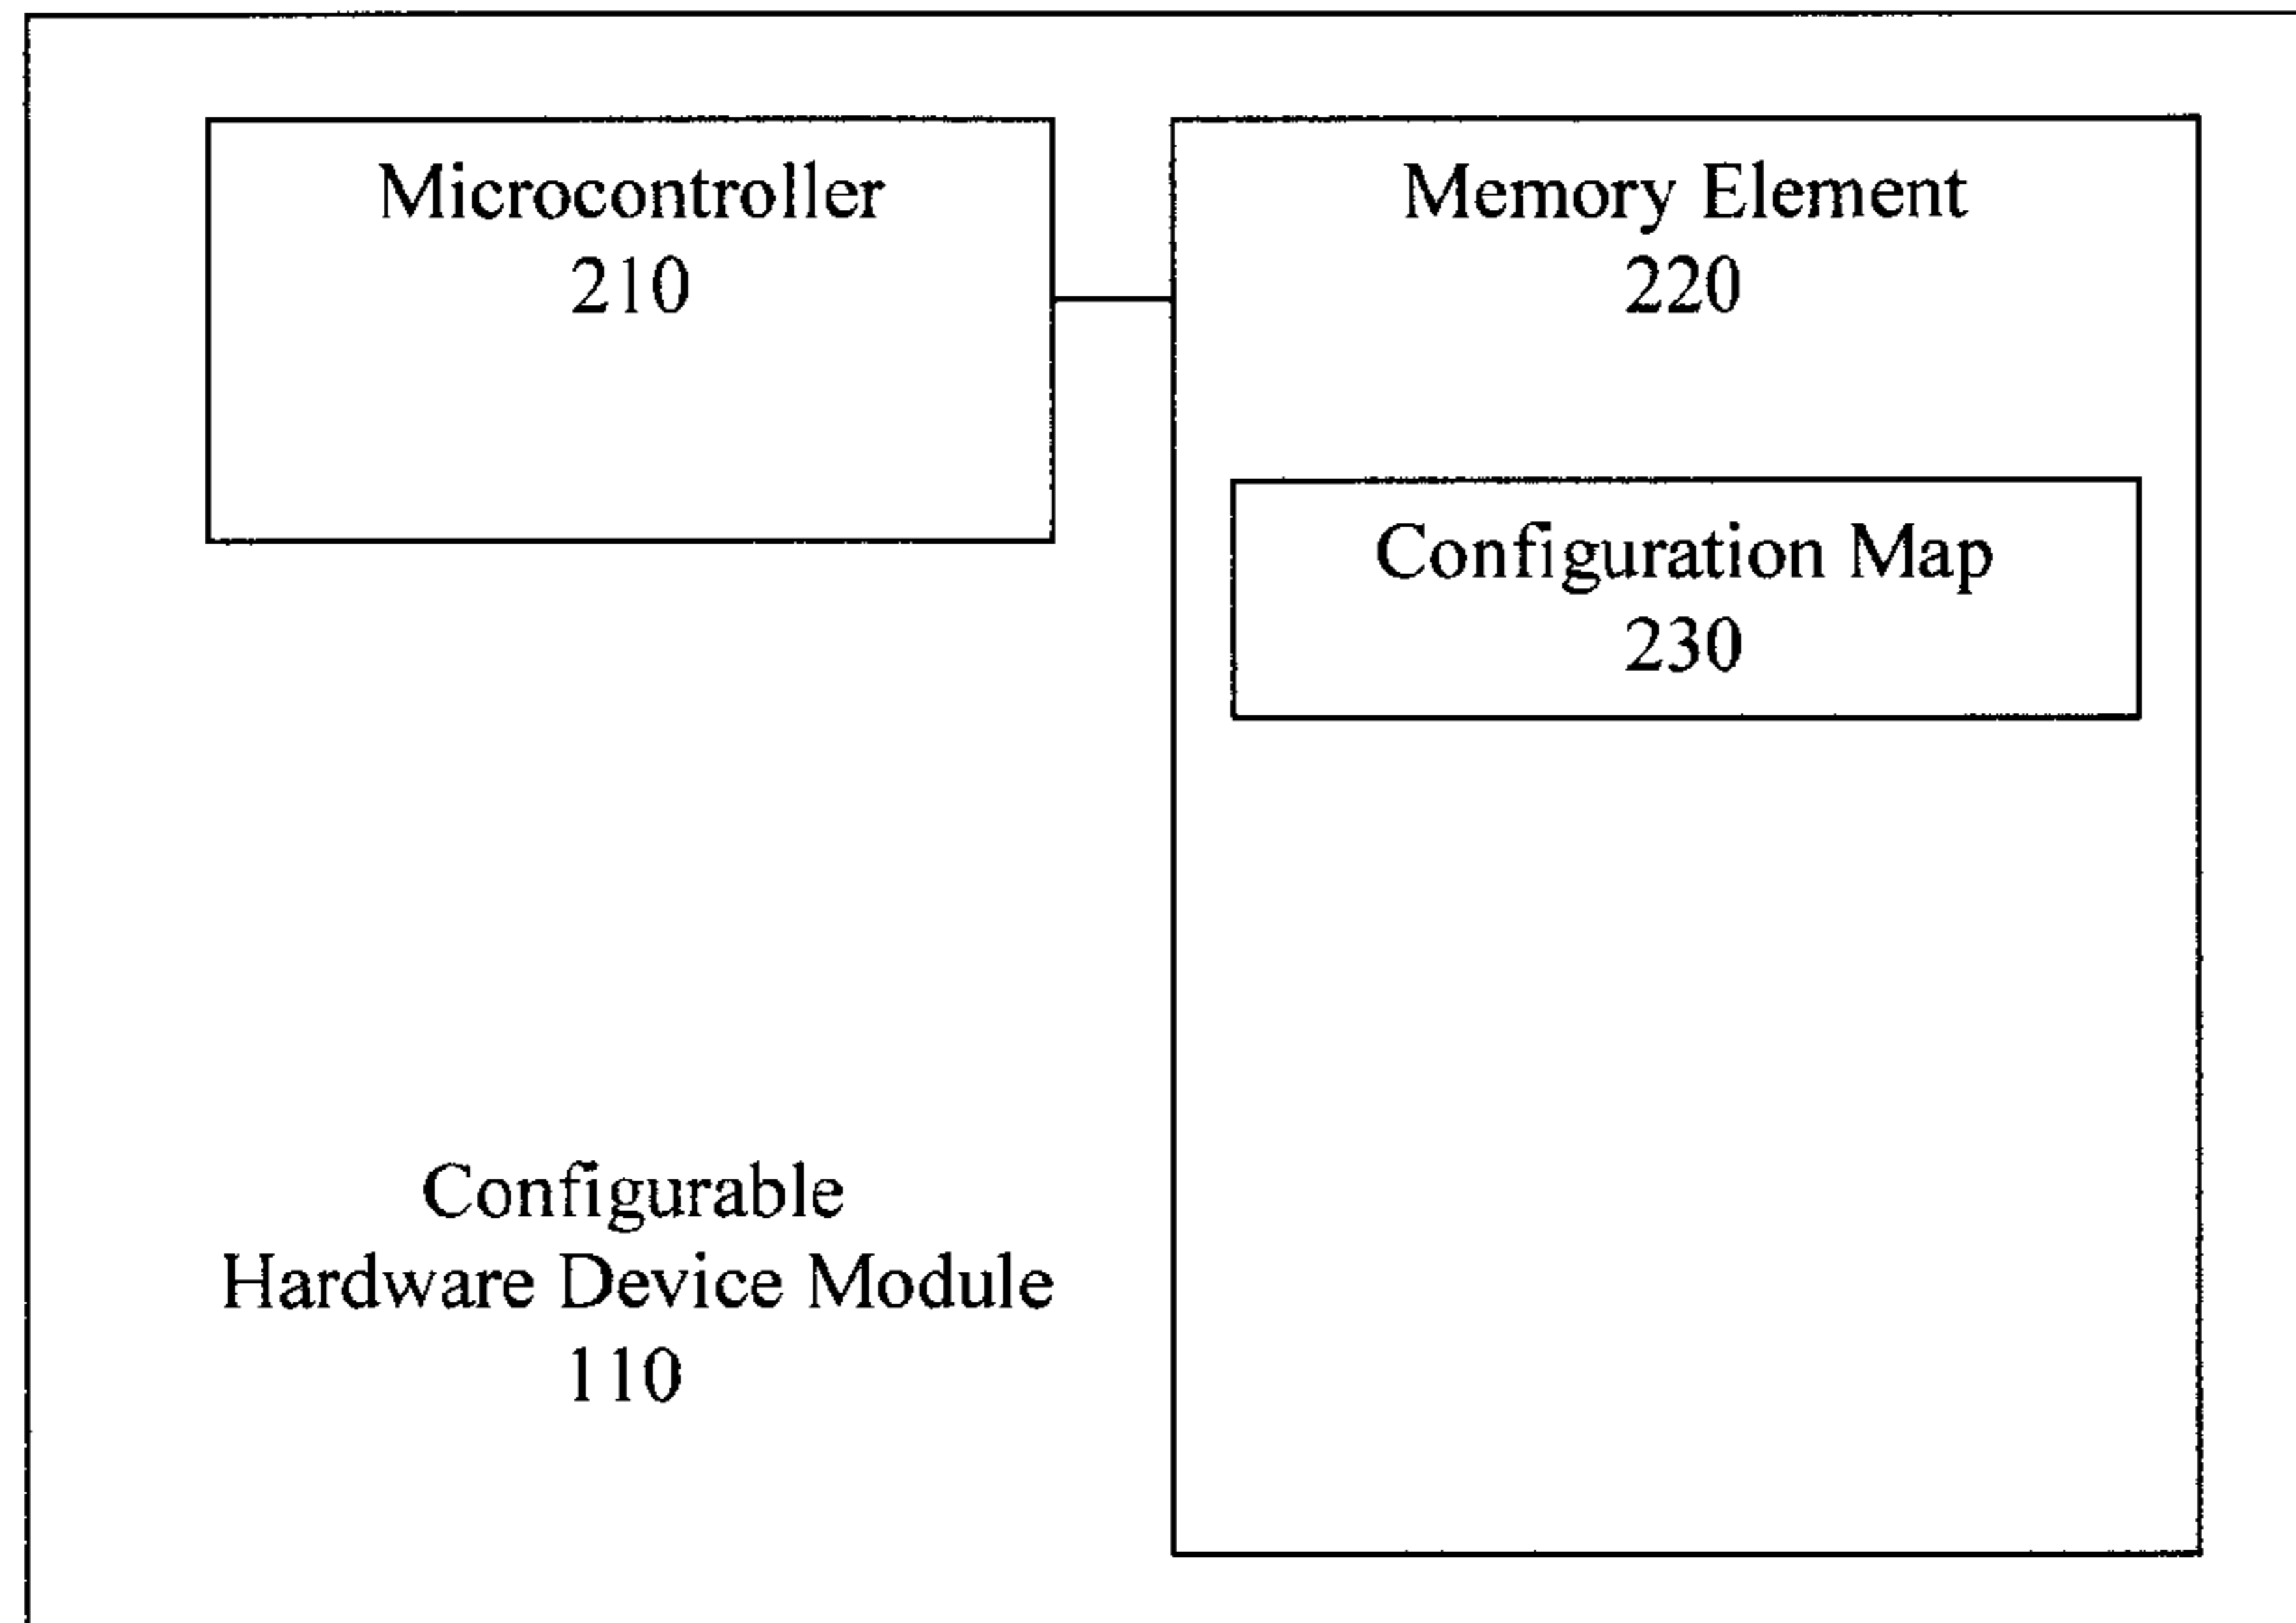 Microcontroller
210
Memory Element
220
Configuration Map
230
Configurable
Hardware Device Module
110